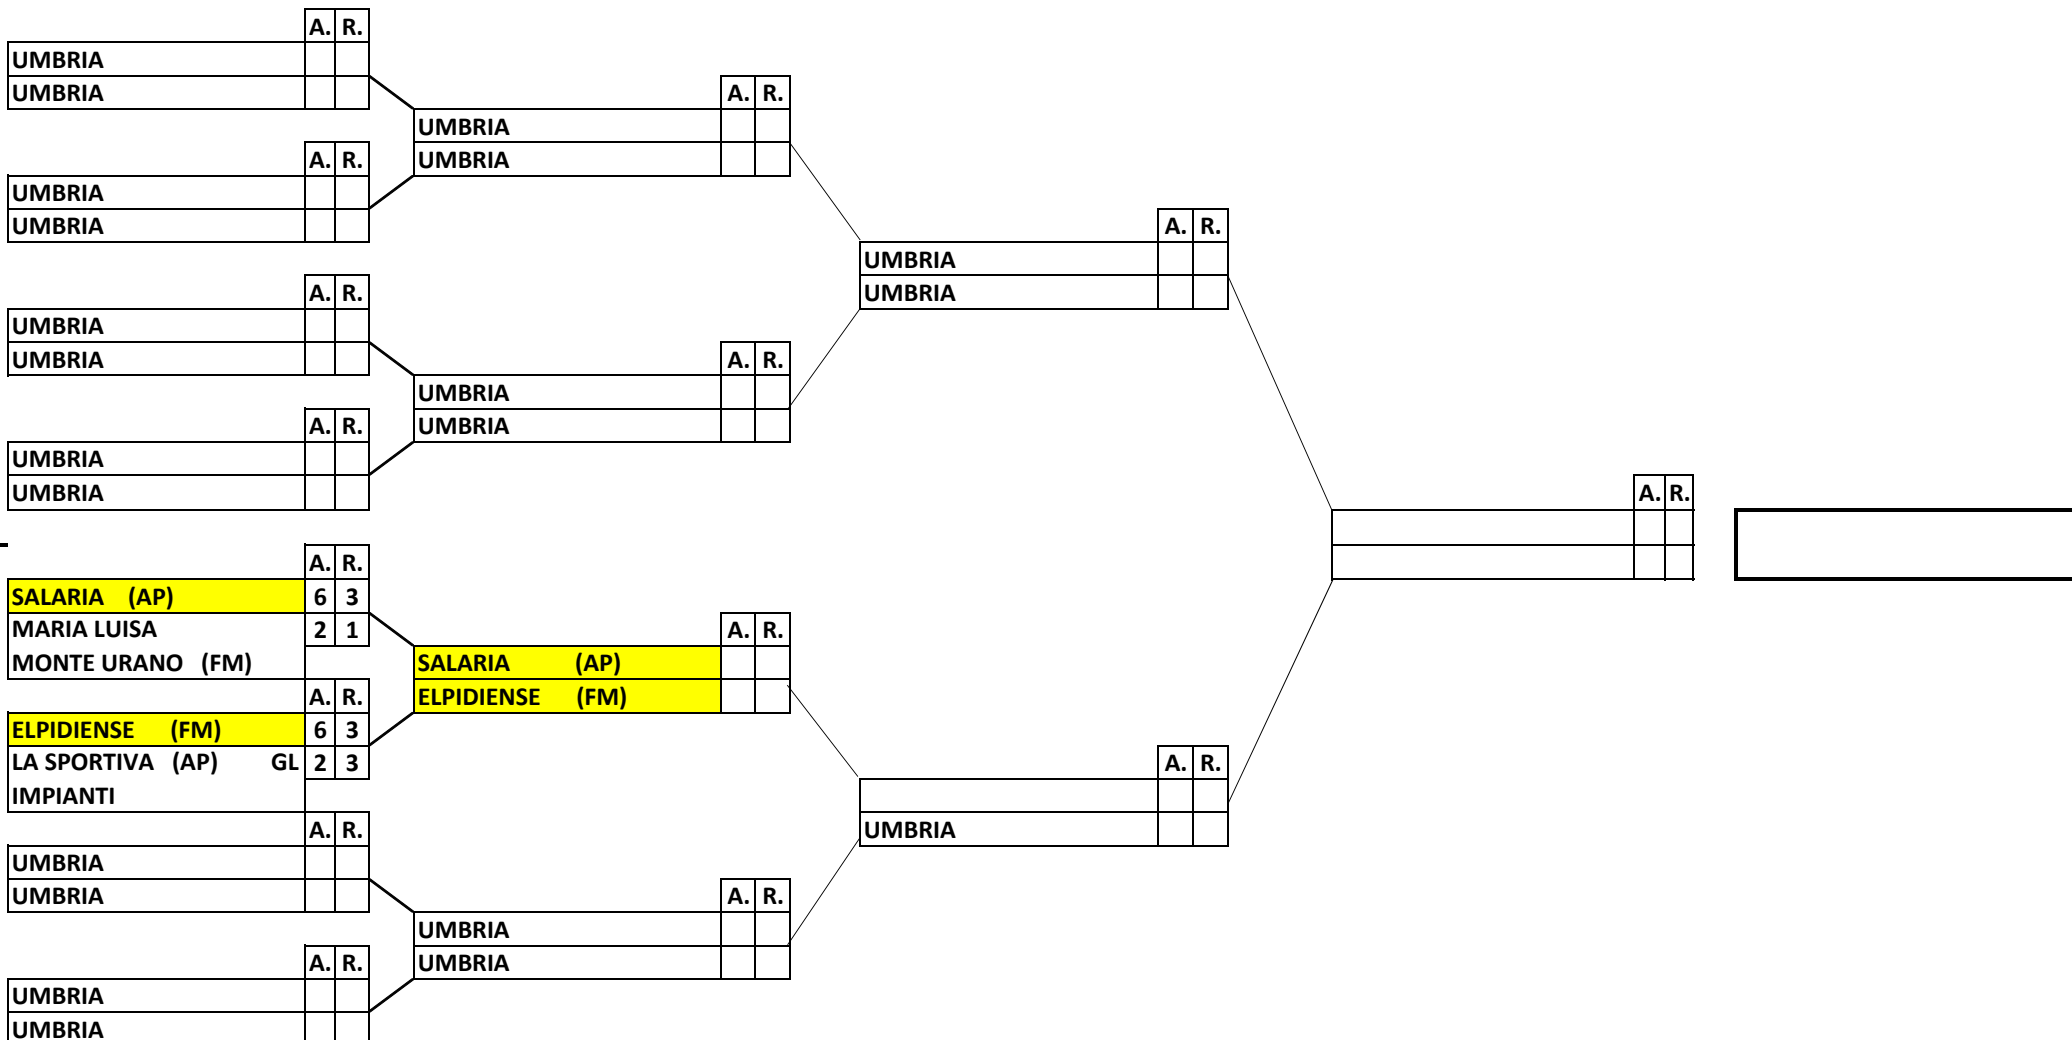 A. R.
UMBRIA
UMBRIA
A. R.
UMBRIA
UMBRIA
A. R.
UMBRIA
UMBRIA
A. R.
UMBRIA
UMBRIA
A. R.
SALARIA (AP) 6 3
MARIA LUISA 2 1
MONTE URANO (FM)
A. R.
ELPIDIENSE (FM) 6 3
LA SPORTIVA (AP) GL 2 3
IMPIANTI
A. R.
UMBRIA
UMBRIA
A. R.
UMBRIA
UMBRIA
A. R.
UMBRIA
UMBRIA
A. R.
UMBRIA
UMBRIA
A. R.
SALARIA (AP)
ELPIDIENSE (FM)
A. R.
UMBRIA
UMBRIA
A. R.
UMBRIA
UMBRIA
A. R.
UMBRIA
A. R.